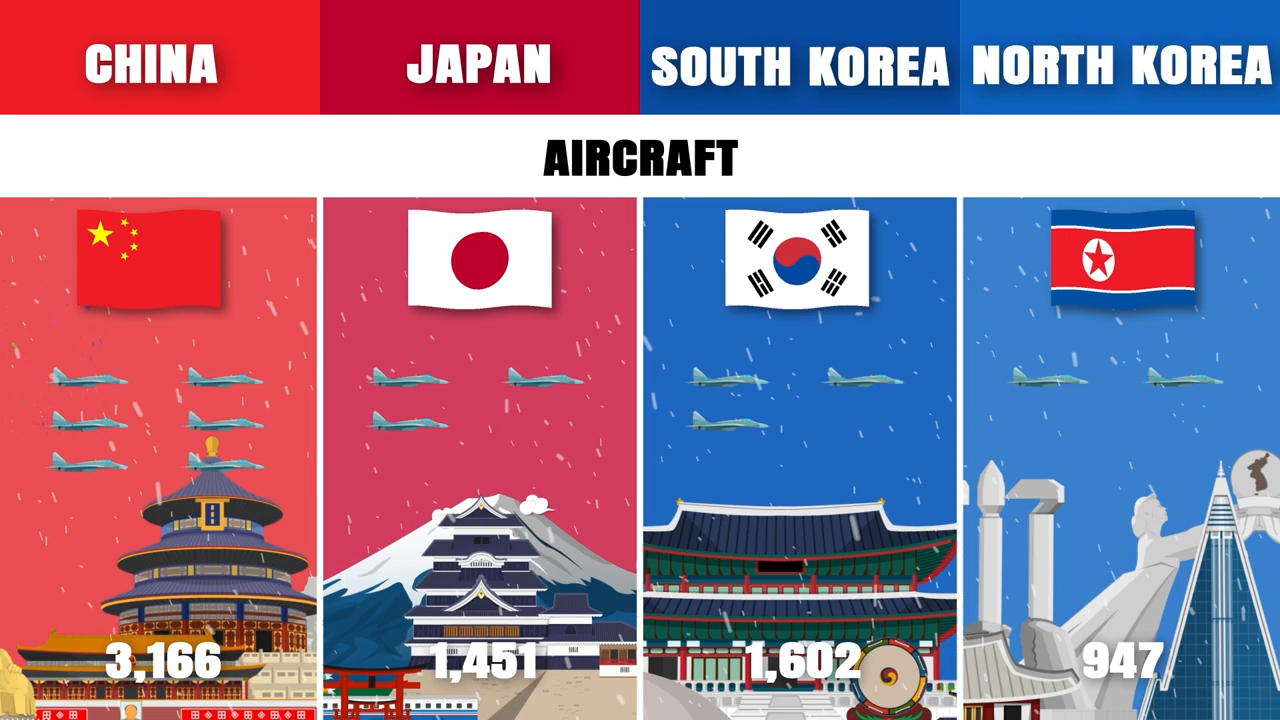 CHINA
JAPAN
SOUTH KOREA
NORTH KOREA
AIRCRAFT
3,166
1,451
1,602
947